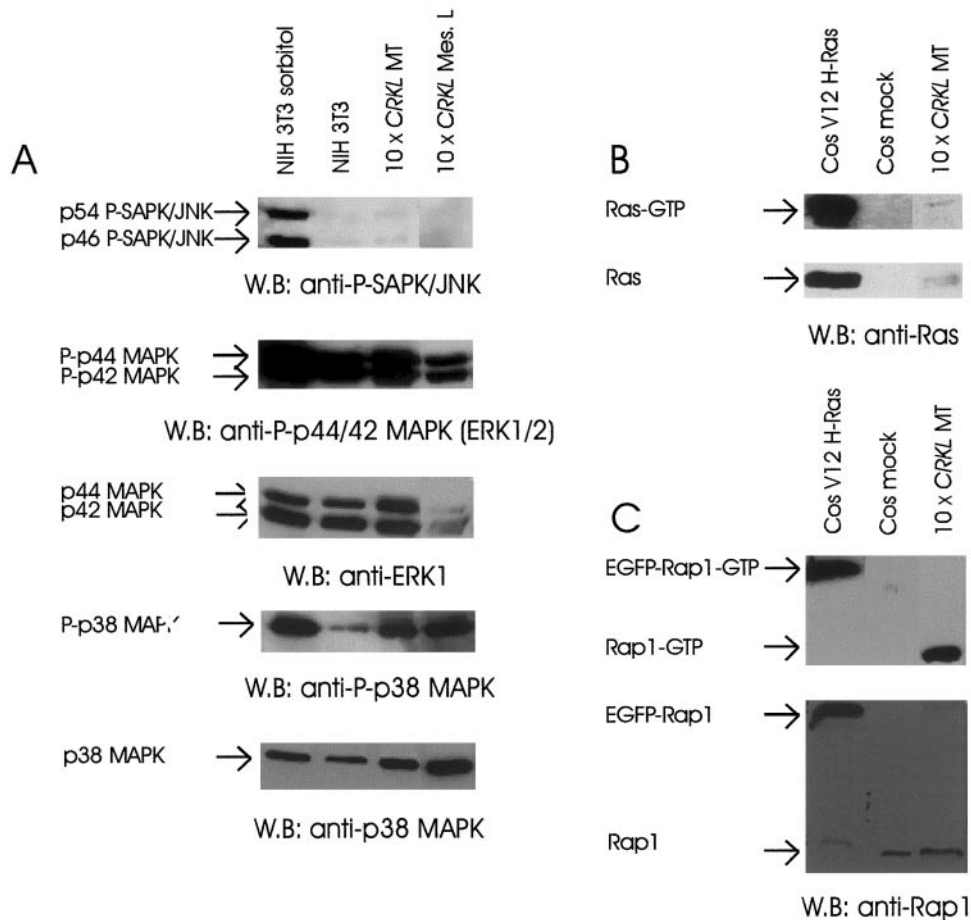 A
NIH 3T3 sorbitol
NIH 3T3
10 x CRKL MT
10 x CRKL Mes. L
p54 P-SAPK/JNK
p46 P-SAPK/JNK
W.B: anti-P-SAPK/JNK
P-p44 MAPK
P-p42 MAPK
W.B: anti-P-p44/42 MAPK (ERK1/2)
p44 MAPK
p42 MAPK
W.B: anti-ERK1
P-p38 MAPK
W.B: anti-P-p38 MAPK
p38 MAPK
W.B: anti-p38 MAPK
B
Cos V12 H-Ras
Cos mock
10 x CRKL MT
Ras-GTP
Ras
W.B: anti-Ras
C
Cos V12 H-Ras
Cos mock
10 x CRKL MT
EGFP-Rap1-GTP
Rap1-GTP
EGFP-Rap1
Rap1
W.B: anti-Rap1